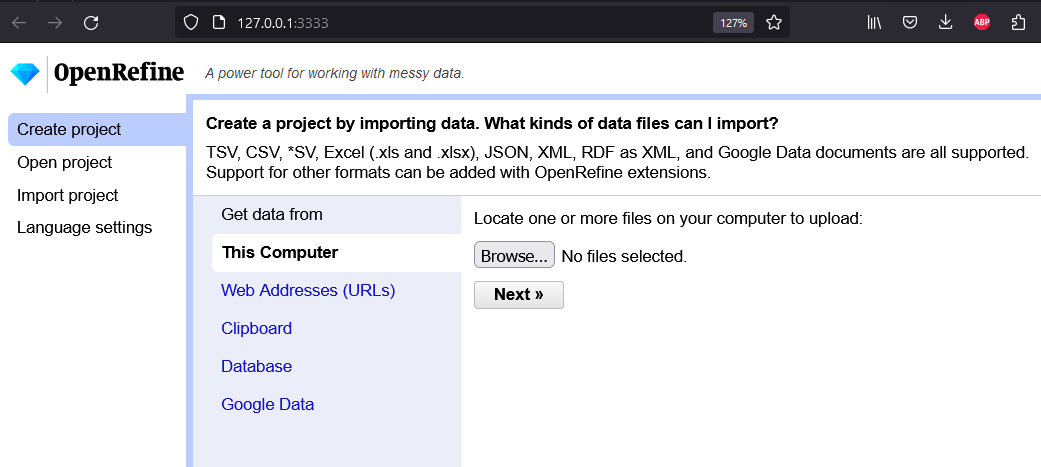 127.0.0.1:3333
127%
ABP
OpenRefine
A power tool for working with messy data.
Create project
Open project
Import project
Language settings
Create a project by importing data. What kinds of data files can I import?
TSV, CSV, *SV, Excel (.xls and .xlsx), JSON, XML, RDF as XML, and Google Data documents are all supported.
Support for other formats can be added with OpenRefine extensions.
Get data from
This Computer
Web Addresses (URLs)
Clipboard
Database
Google Data
Locate one or more files on your computer to upload:
Browse... No files selected.
Next »